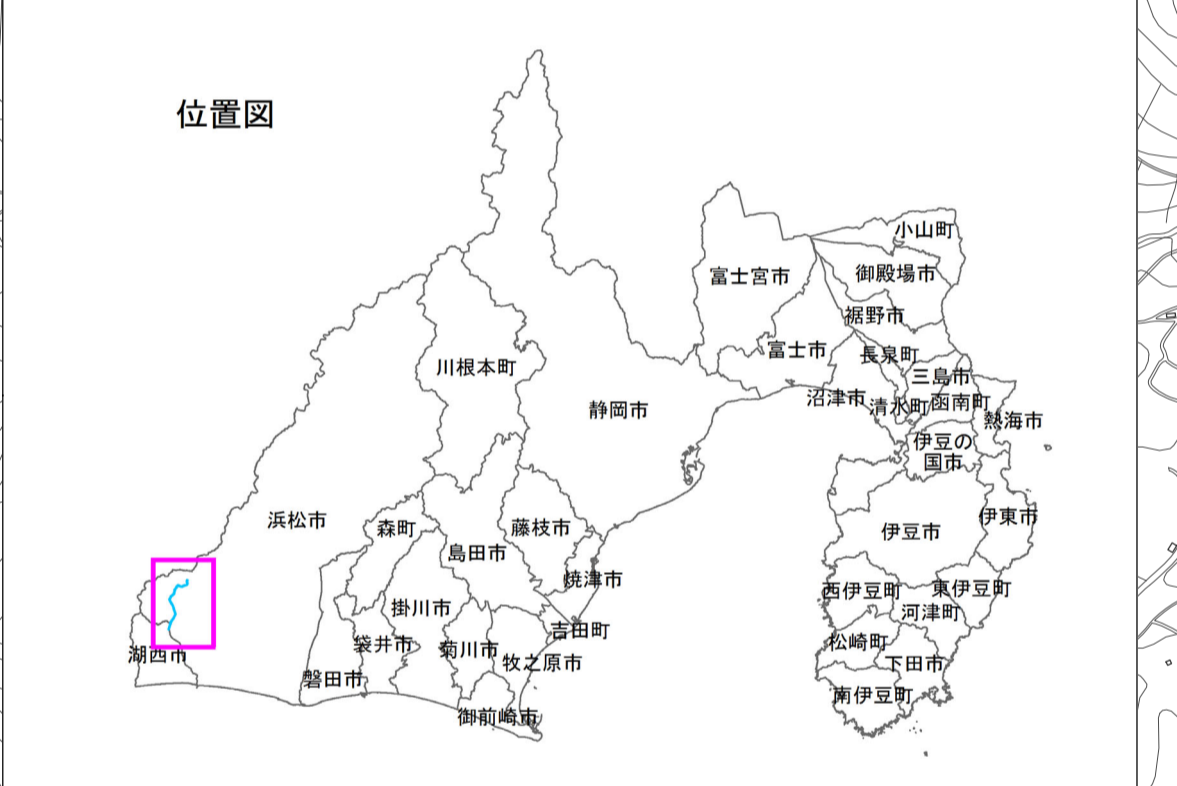 位置図
小山町
富士宮市
御殿場市
裾野市
富士市
長泉町
川根本町
三島市
沼津市
清水町
函南町
静岡市
熱海市
伊豆の
国市
浜松市
森町
藤枝市
伊豆市
伊東市
島田市
焼津市
西伊豆町
東伊豆町
掛川市
河津町
吉田町
袋井市
菊川市
松崎町
湖西市
牧之原市
下田市
磐田市
南伊豆町
御前崎市